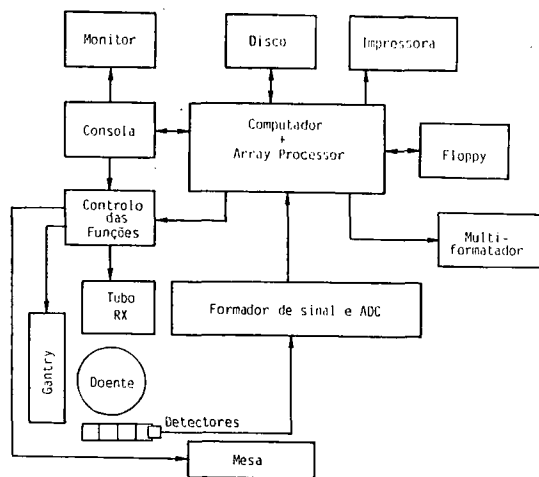 Monitor
Disco
Impressora
Consola
Computador
+
Array Processor
Floppy
Controlo
das
Funções
Multi-
formatador
Tubo
RX
Formador de sinal e ADC
Gantry
Doente
Detectores
Mesa